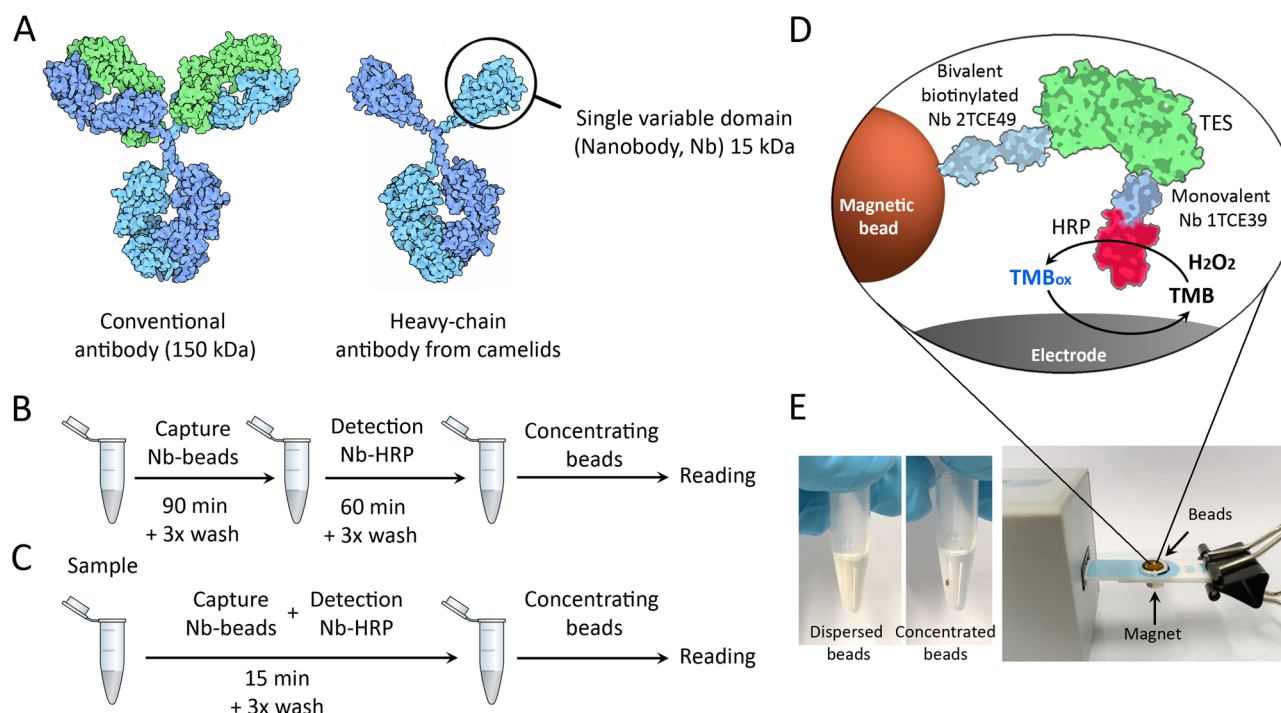 A
Conventional
antibody (150 kDa)
Heavy-chain
antibody from camelids
Single variable domain
(Nanobody, Nb) 15 kDa
B
Capture
Nb-beads
90 min
+ 3x wash
Detection
Nb-HRP
60 min
+ 3x wash
Concentrating
beads
Reading
C
Sample
Capture
Nb-beads
+
Detection
Nb-HRP
15 min
+ 3x wash
Concentrating
beads
Reading
D
Bivalent
biotinylated
Nb 2TCE49
TES
Magnetic
bead
Monovalent
Nb 1TCE39
HRP
H2O2
TMBox
TMB
Electrode
E
Dispersed
beads
Concentrated
beads
Beads
Magnet